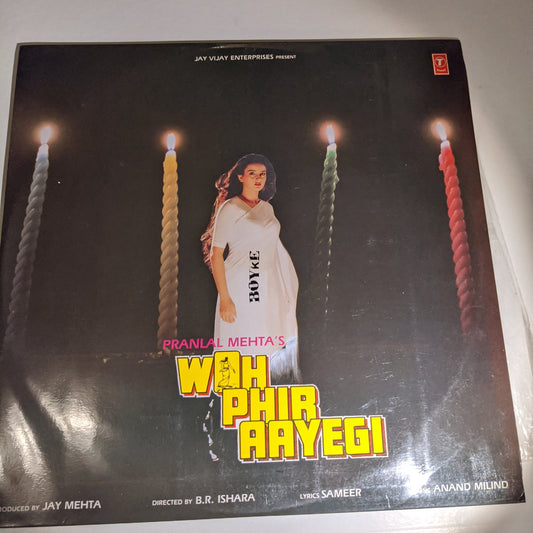 JAY VIJAY ENTERPRISES PRESENT
T
BOYKE
PRANLAL MEHTA'S
WOH
PHIR
AAYEGI
PRODUCED BY JAY MEHTA
DIRECTED BY B.R. ISHARA
LYRICS SAMEER
ANAND MILIND